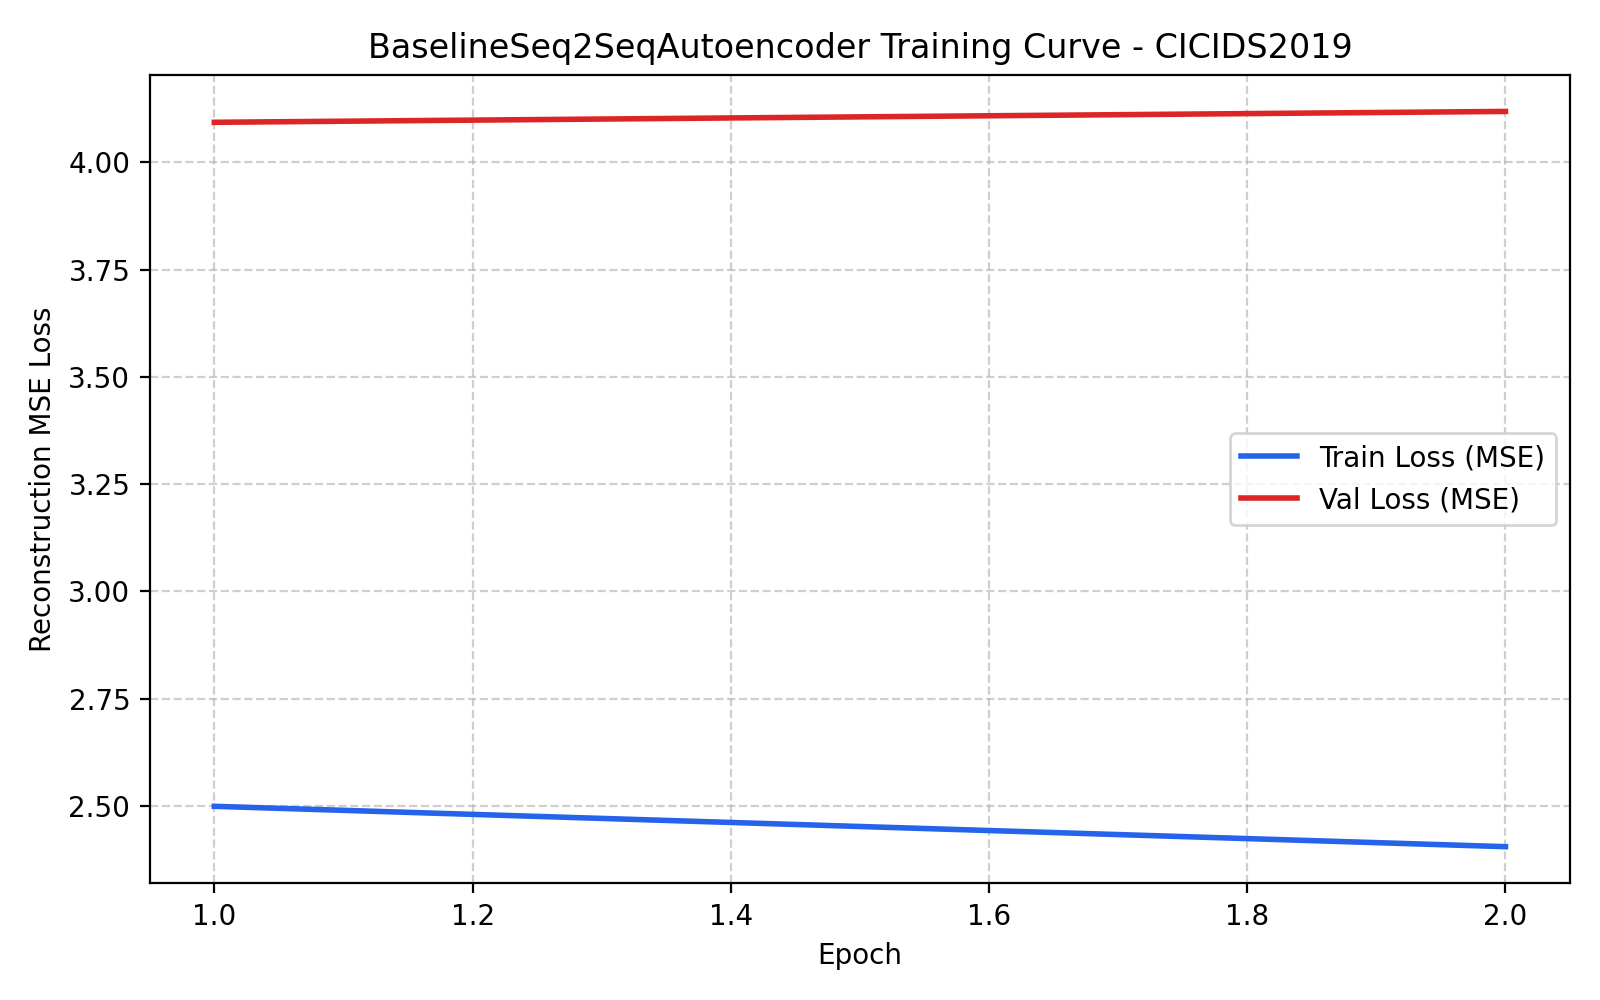 BaselineSeq2SeqAutoencoder Training Curve - CICIDS2019
Reconstruction MSE Loss
4.00
3.75
3.50
3.25
3.00
2.75
2.50
Train Loss (MSE)
Val Loss (MSE)
1.0 1.2 1.4 1.6 1.8 2.0
Epoch